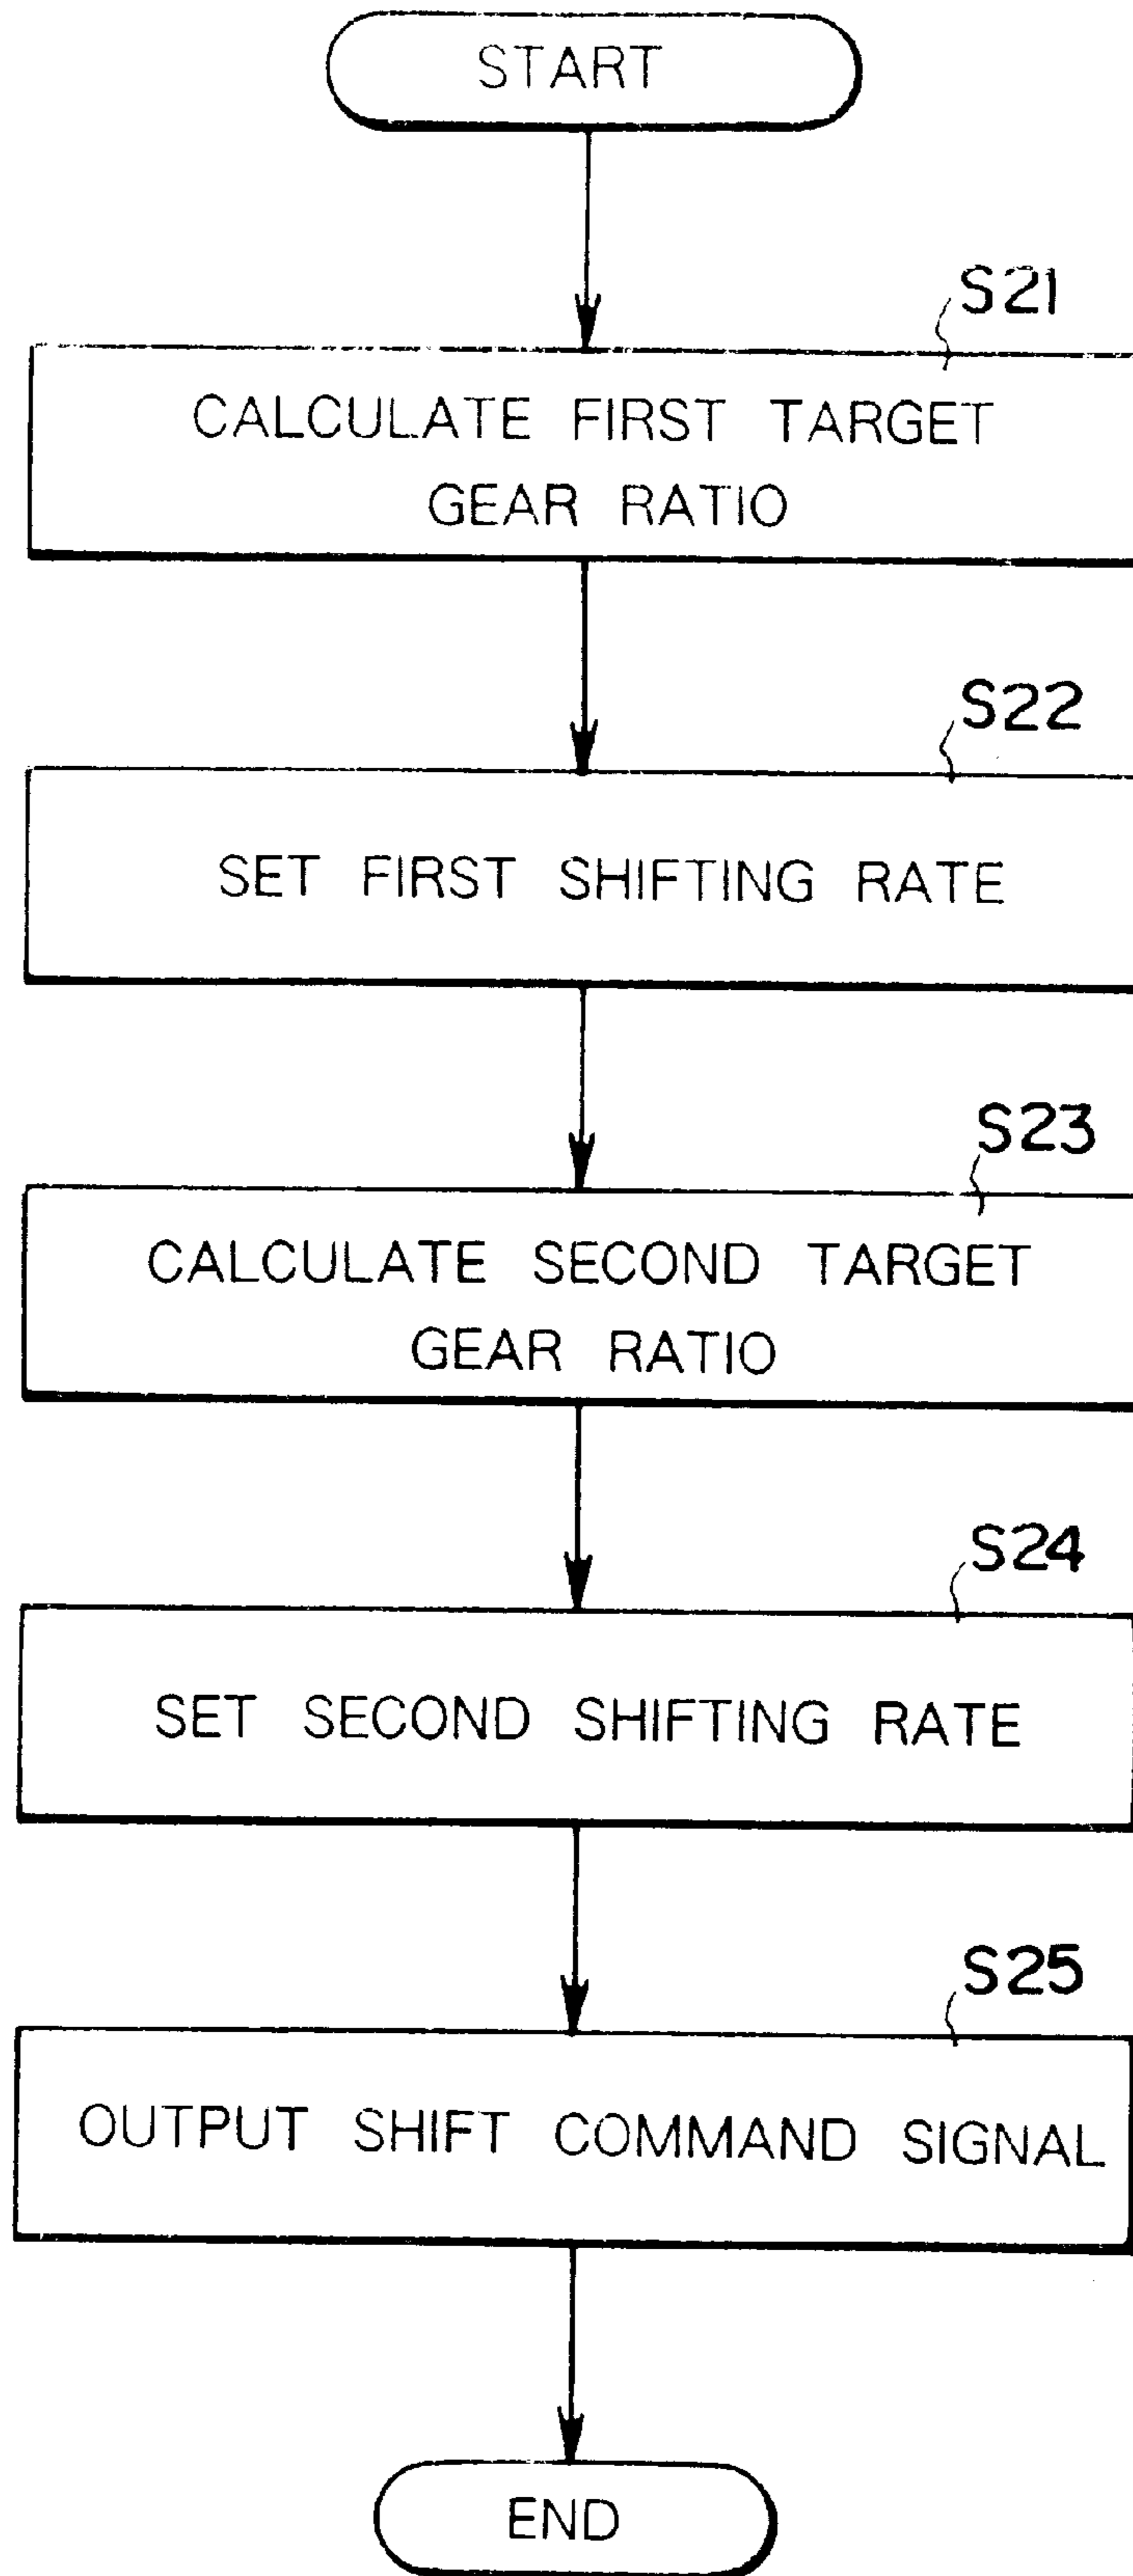 START
S21
CALCULATE FIRST TARGET
GEAR RATIO
S22
SET FIRST SHIFTING RATE
S23
CALCULATE SECOND TARGET
GEAR RATIO
S24
SET SECOND SHIFTING RATE
S25
OUTPUT SHIFT COMMAND SIGNAL
END